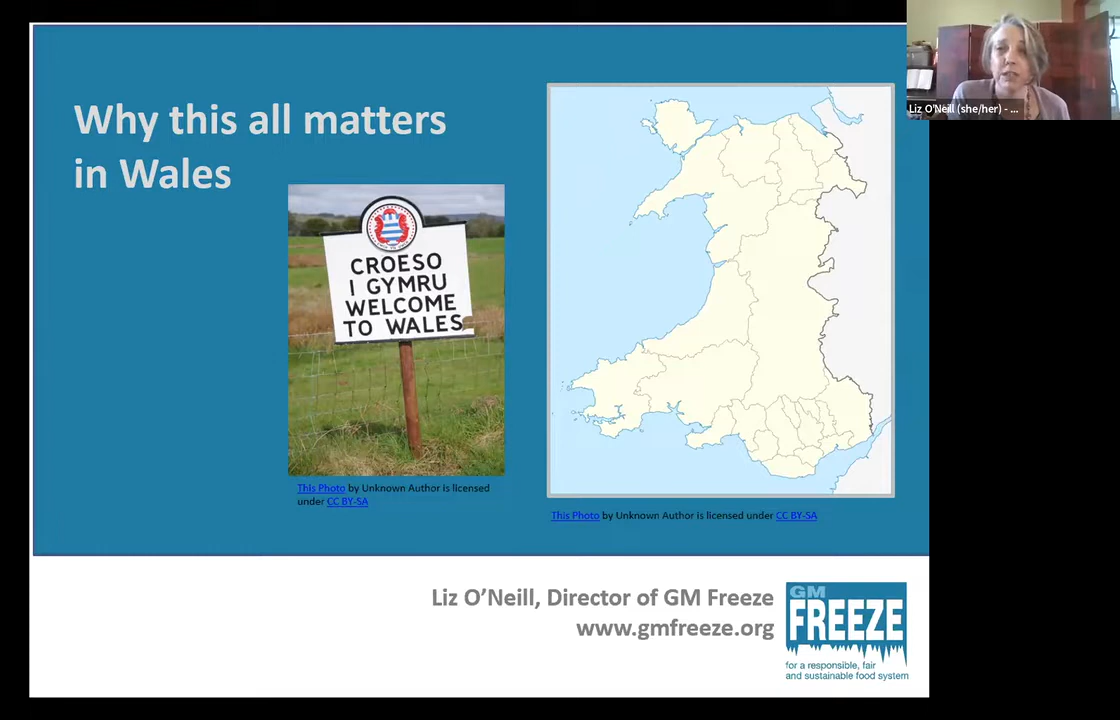 Why this all matters
in Wales
CROESO
I GYMRU
WELCOME
TO WALES
This Photo by Unknown Author is licensed
under CC BY-SA
This Photo by Unknown Author is licensed under CC BY-SA
Liz O'Neill (she/her) - ...
Liz O’Neill, Director of GM Freeze
www.gmfreeze.org
GM
FREEZE
for a responsible, fair
and sustainable food system